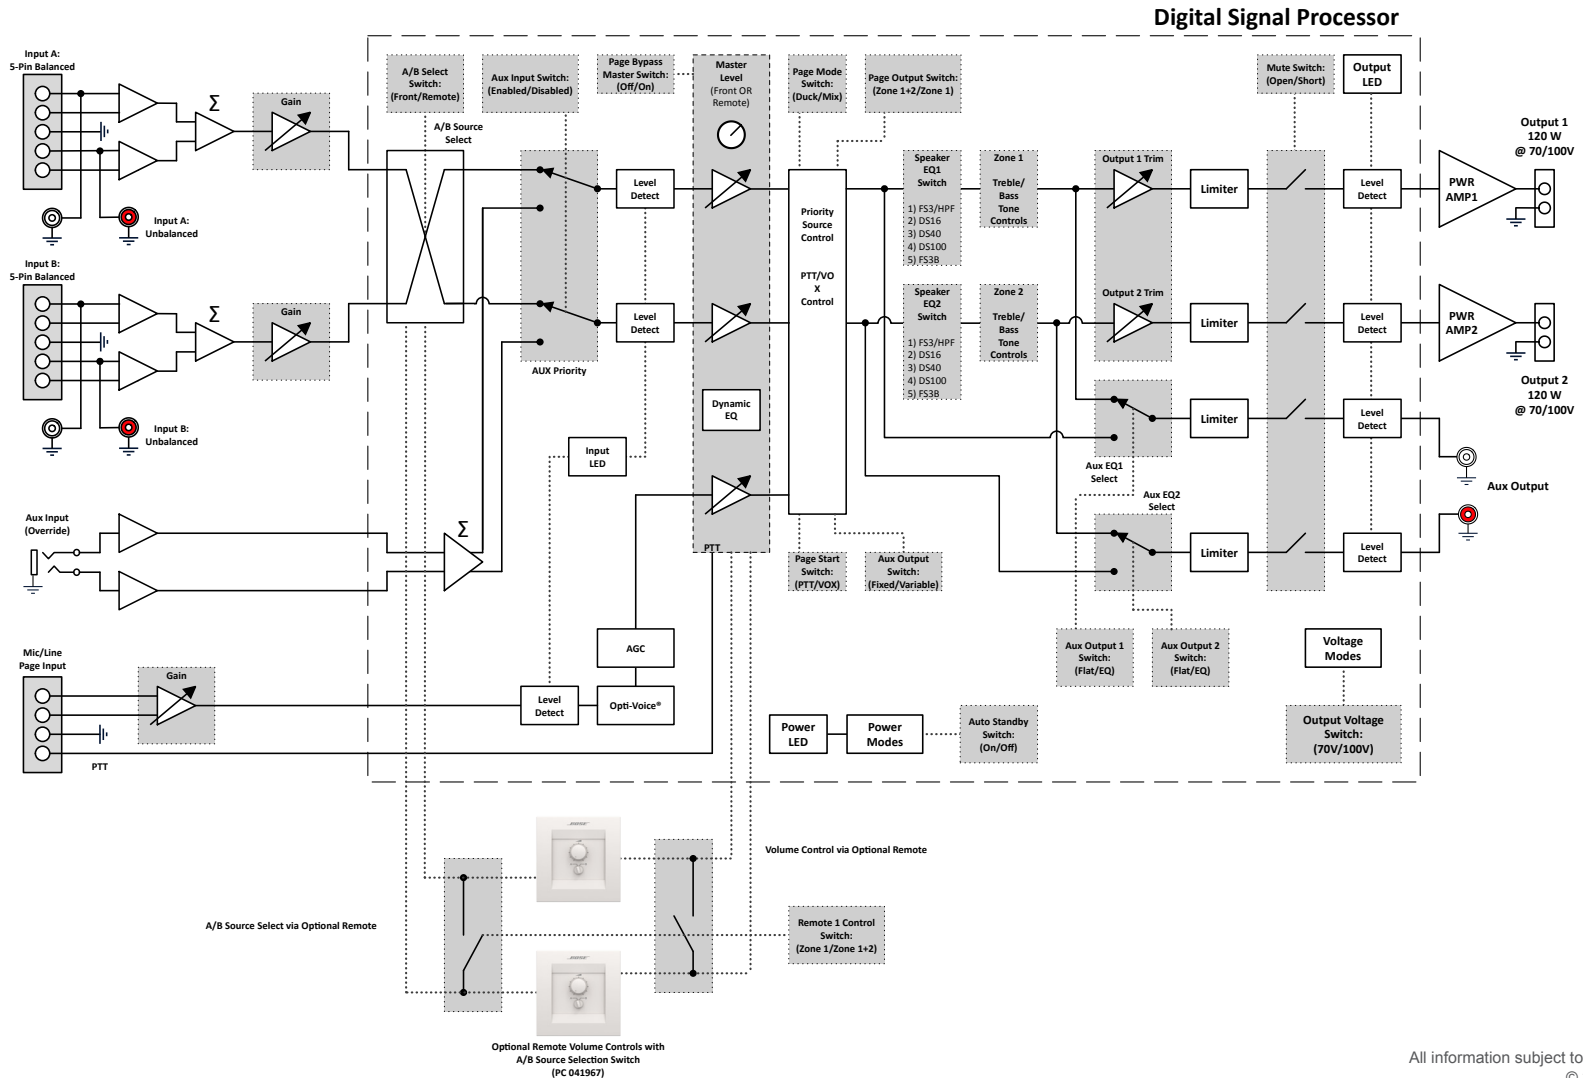 Digital Signal Processor
Input A:
5-Pin Balanced
Σ
Gain
Input A:
Unbalanced
Input B:
5-Pin Balanced
Σ
Gain
Input B:
Unbalanced
Aux Input
(Override)
Σ
Mic/Line
Page Input
Gain
PTT
A/B Select
Switch:
(Front/Remote)
A/B Source
Select
Aux Input Switch:
(Enabled/Disabled)
AUX Priority
Page Bypass
Master Switch:
(Off/On)
Level
Detect
Level
Detect
Input
LED
AGC
Level
Detect
Opti-Voice®
Master
Level
(Front OR
Remote)
Dynamic
EQ
PTT
Page Mode
Switch:
(Duck/Mix)
Page Output Switch:
(Zone 1+2/Zone 1)
Priority
Source
Control
PTT/VO
X
Control
Page Start
Switch:
(PTT/VOX)
Aux Output
Switch:
(Fixed/Variable)
Speaker
EQ1
Switch
1) FS3/HPF
2) DS16
3) DS40
4) DS100
5) FS3B
Zone 1
Treble/
Bass
Tone
Controls
Speaker
EQ2
Switch
1) FS3/HPF
2) DS16
3) DS40
4) DS100
5) FS3B
Zone 2
Treble/
Bass
Tone
Controls
Output 1 Trim
Output 2 Trim
Aux EQ1
Select
Aux EQ2
Select
Limiter
Limiter
Limiter
Limiter
Mute Switch:
(Open/Short)
Output
LED
Level
Detect
Level
Detect
Level
Detect
Level
Detect
PWR
AMP1
Output 1
120 W
@ 70/100V
PWR
AMP2
Output 2
120 W
@ 70/100V
Aux Output
Aux Output 1
Switch:
(Flat/EQ)
Aux Output 2
Switch:
(Flat/EQ)
Voltage
Modes
Output Voltage
Switch:
(70V/100V)
Power
LED
Power
Modes
Auto Standby
Switch:
(On/Off)
Volume Control via Optional Remote
A/B Source Select via Optional Remote
Remote 1 Control
Switch:
(Zone 1/Zone 1+2)
BOSE
BOSE
Optional Remote Volume Controls with
A/B Source Selection Switch
(PC 041967)
All information subject to
©